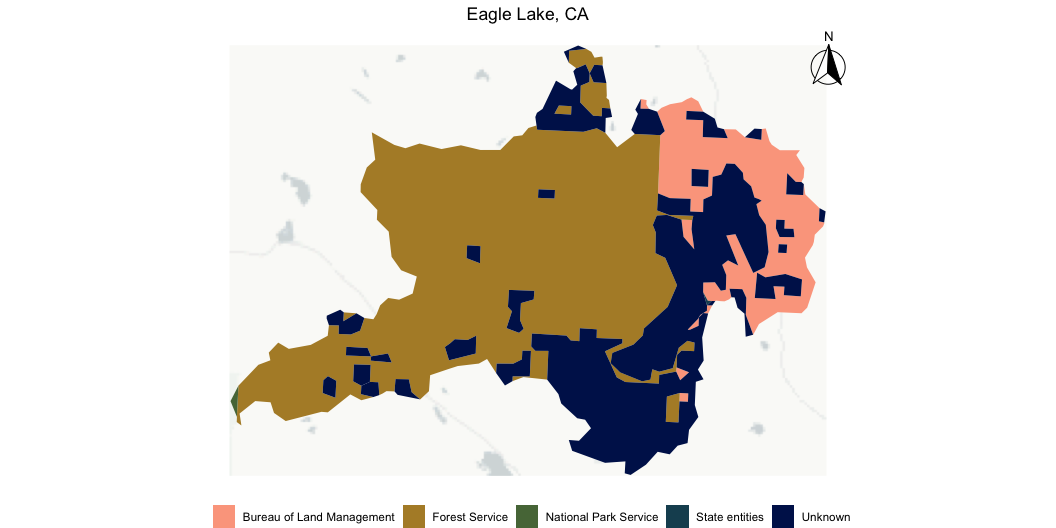 Eagle Lake, CA
N
Bureau of Land Management
Forest Service
National Park Service
State entities
Unknown